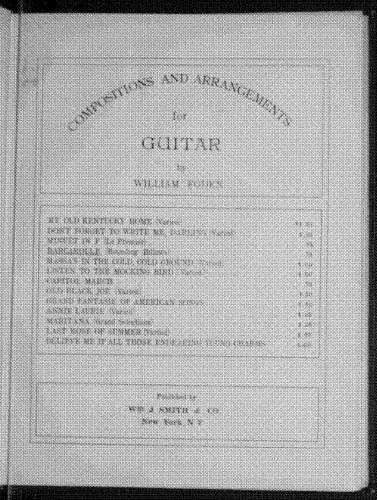 COMPOSITIONS AND ARRANGEMENTS
for
GUITAR
by
WILLIAM FODEN
MY OLD KENTUCKY HOME (Varied)
DON'T FORGET TO WRITE ME, DARLING (Varied)
MINUET IN F (Le Premier)
BARCAROLLE
MASSA'S IN THE COLD, COLD GROUND (Varied)
LISTEN TO THE MOCKING BIRD (Varied)
CAPITOL MARCH
OLD BLACK JOE (Varied)
GRAND FANTASIE OF AMERICAN SONGS
ANNIE LAURIE (Varied)
MARITANA (Grand Selections)
LAST ROSE OF SUMMER (Varied)
BELIEVE ME IF ALL THOSE ENDEARING YOUNG CHARMS
Published by
WM J SMITH & CO
New York, N Y